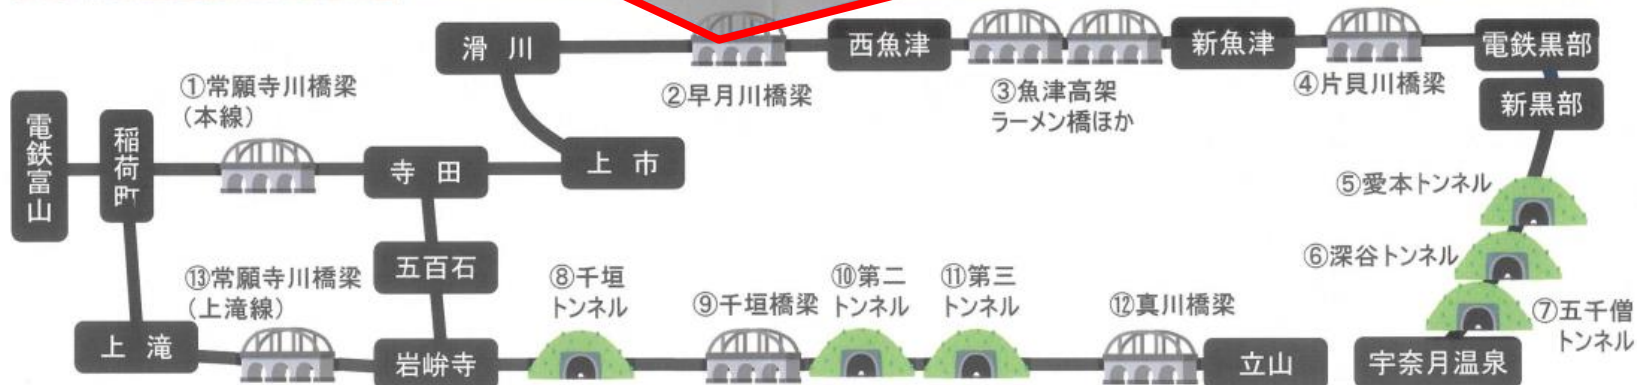 滑川
西魚津
新魚津
電鉄黒部
新黒部
①常願寺川橋梁
（本線）
②早月川橋梁
③魚津高架
ラーメン橋ほか
④片貝川橋梁
電鉄富山
稲荷町
寺田
上市
⑤愛本トンネル
⑥深谷トンネル
⑦五千僧
トンネル
五百石
⑬常願寺川橋梁
（上滝線）
⑧千垣
トンネル
⑨千垣橋梁
⑩第二
トンネル
⑪第三
トンネル
⑫真川橋梁
上滝
岩峅寺
立山
宇奈月温泉